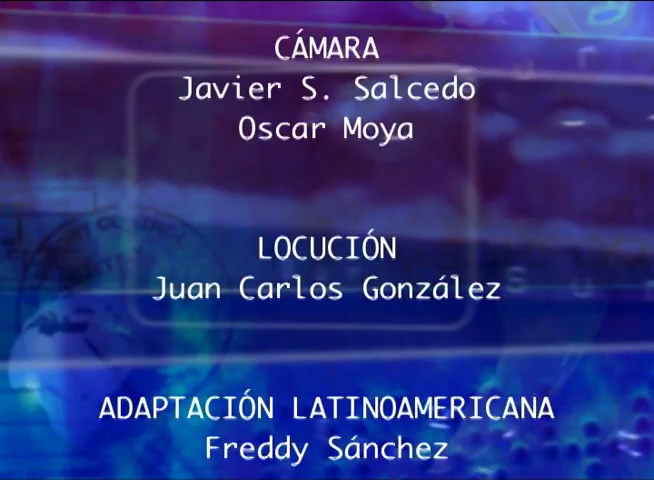 CÁMARA
Javier S. Salcedo
Oscar Moya
LOCUCIÓN
Juan Carlos González
ADAPTACIÓN LATINOAMERICANA
Freddy Sánchez